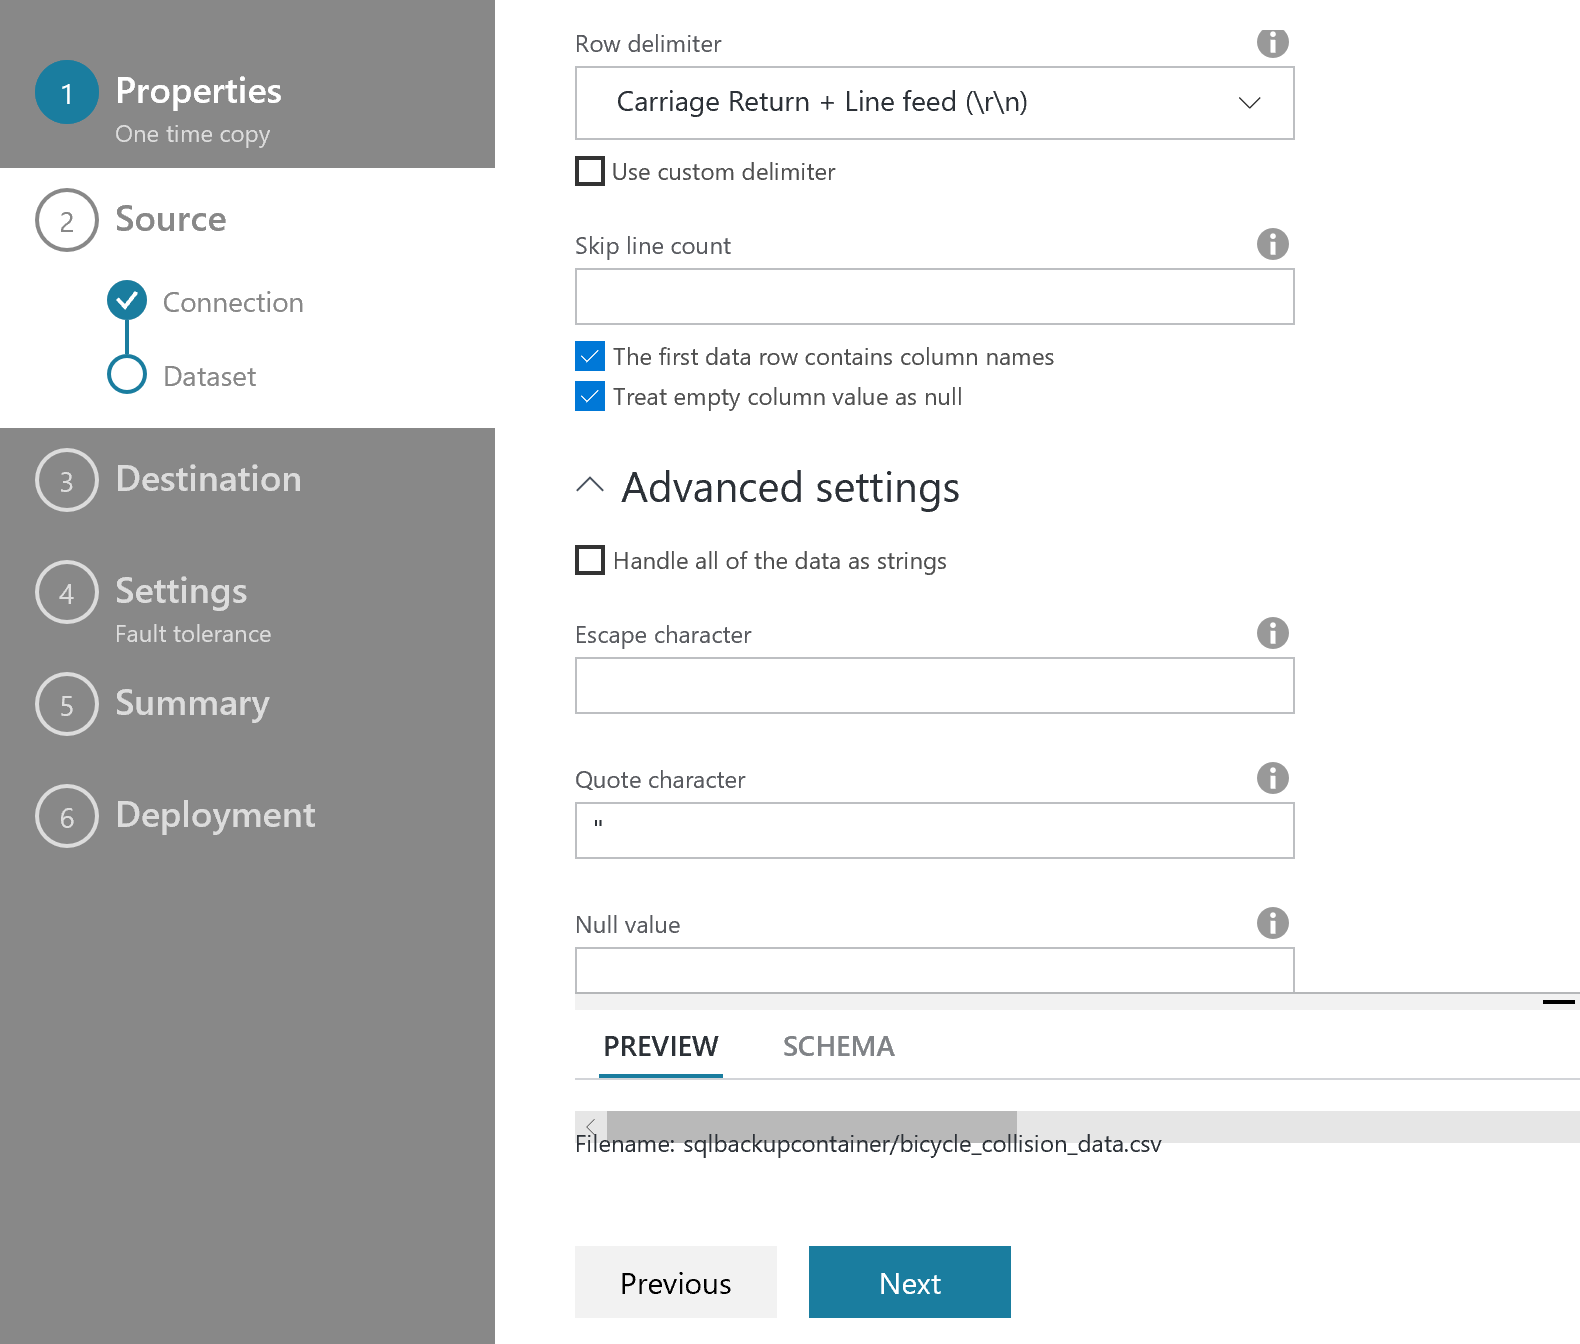 1
Properties
One time copy
2
Source
Connection
Dataset
3
Destination
4
Settings
Fault tolerance
5
Summary
6
Deployment
Row delimiter
Carriage Return + Line feed (\r\n)
Use custom delimiter
Skip line count
The first data row contains column names
Treat empty column value as null
Advanced settings
Handle all of the data as strings
Escape character
Quote character
"
Null value
PREVIEW
SCHEMA
Filename: sqlbackupcontainer/bicycle_collision_data.csv
Previous
Next